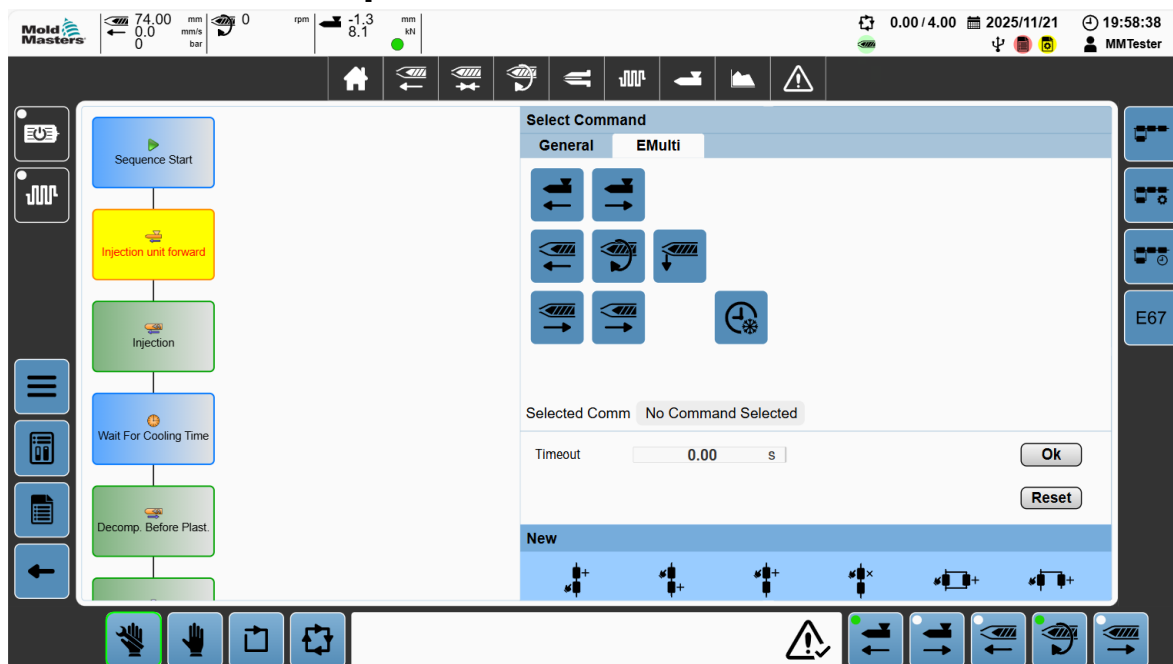 Mold
Masters
74.00 mm
0.0 mm/s
0 bar
0 rpm
-1.3 mm
8.1 kN
0.00 / 4.00
2025/11/21
19:58:38
MMTester
Sequence Start
Injection unit forward
Injection
Wait For Cooling Time
Decomp. Before Plast.
Select Command
General EMulti
Selected Comm No Command Selected
Timeout 0.00 s Ok
Reset
New
E67